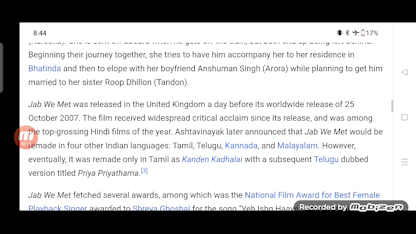 8:44
17%
Beginning their journey together, she tries to have him accompany her to her residence in
Bhatinda and then to elope with her boyfriend Anshuman Singh (Arora) while planning to get him
married to her sister Roop Dhillon (Tandon).
Jab We Met was released in the United Kingdom a day before its worldwide release of 25
October 2007. The film received widespread critical acclaim since its release, and was among
the top-grossing Hindi films of the year. Ashtavinayak later announced that Jab We Met would be
remade in four other Indian languages: Tamil, Telugu, Kannada, and Malayalam. However,
eventually, it was remade only in Tamil as Kanden Kadhalai with a subsequent Telugu dubbed
version titled Priya Priyathama.[3]
Jab We Met fetched several awards, among which was the National Film Award for Best Female
Playback Singer awarded to Shreya Ghoshal for the song "Yeh Ishq
Recorded by Mobizen